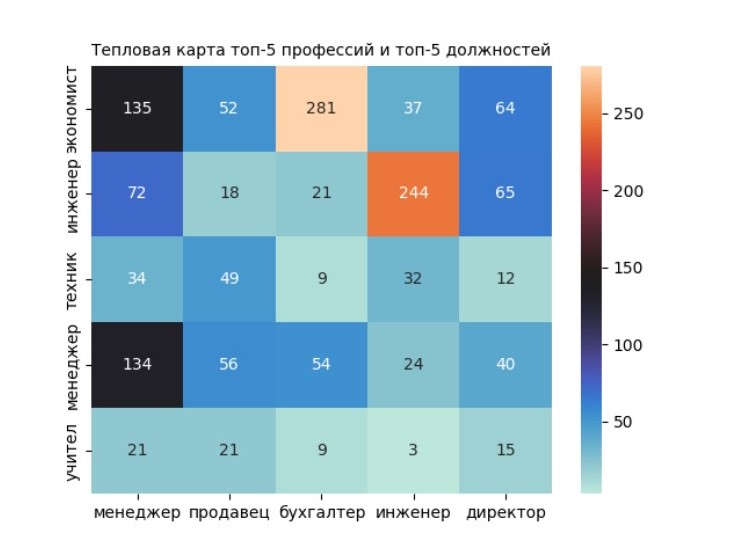 Тепловая карта топ-5 профессий и топ-5 должностей
экономист 135 52 281 37 64
инженер 72 18 21 244 65
техник 34 49 9 32 12
менеджер 134 56 54 24 40
учител 21 21 9 3 15
менеджер продавец бухгалтер инженер директор
250
200
150
100
50